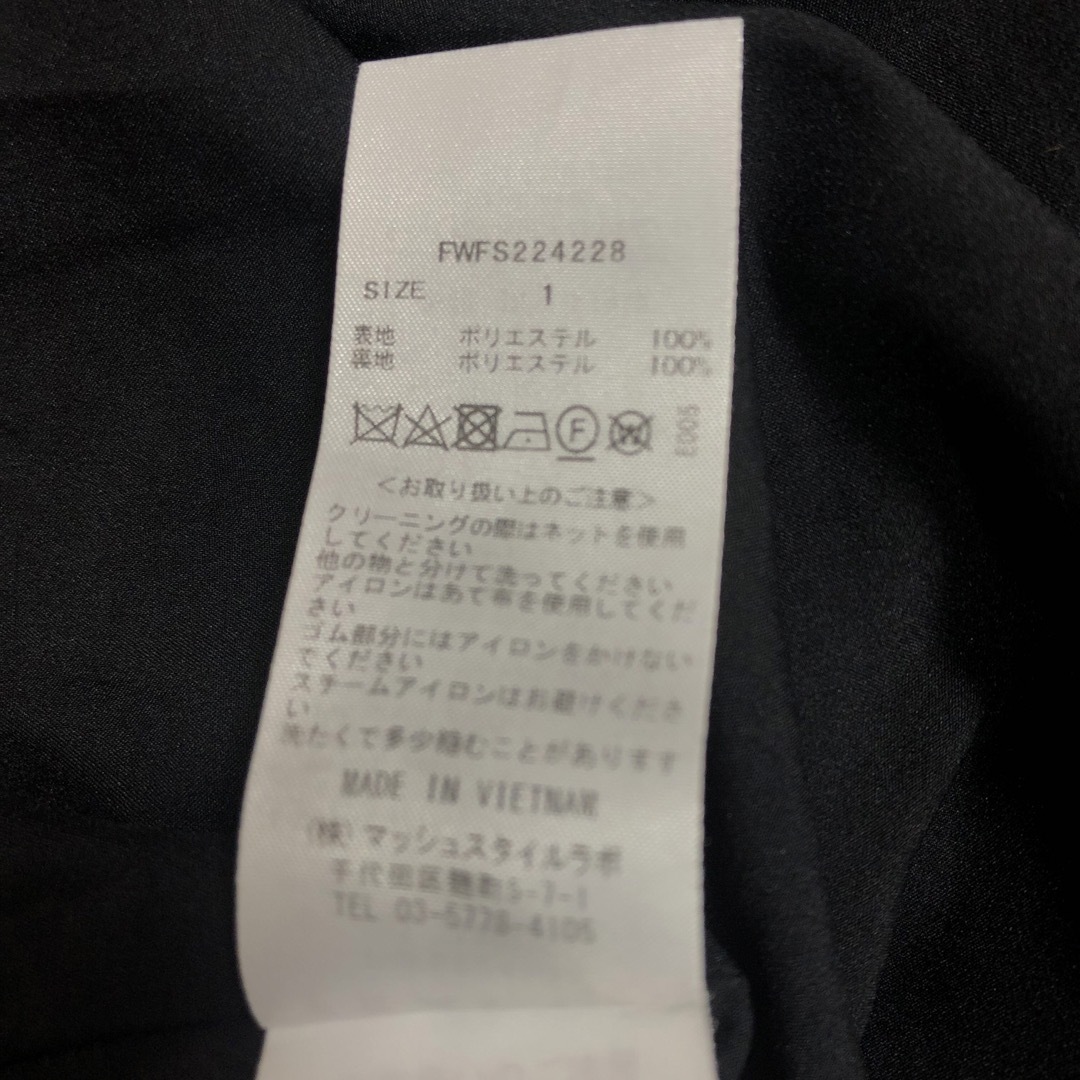 FWFS224228
SIZE 1
表地 ポリエステル 100%
裏地 ポリエステル 100%
F W E005
＜お取り扱い上のご注意＞
クリーニングの際はネットを使用
してください
他の物と分けて洗ってください
アイロンはあて布を使用してくだ
さい
ゴム部分にはアイロンをかけない
でください
スチームアイロンはお避けくださ
い
洗たくで多少縮むことがあります
MADE IN VIETNAM
(株)マッシュスタイルラボ
千代田区麹町5-7-1
TEL 03-5778-4105